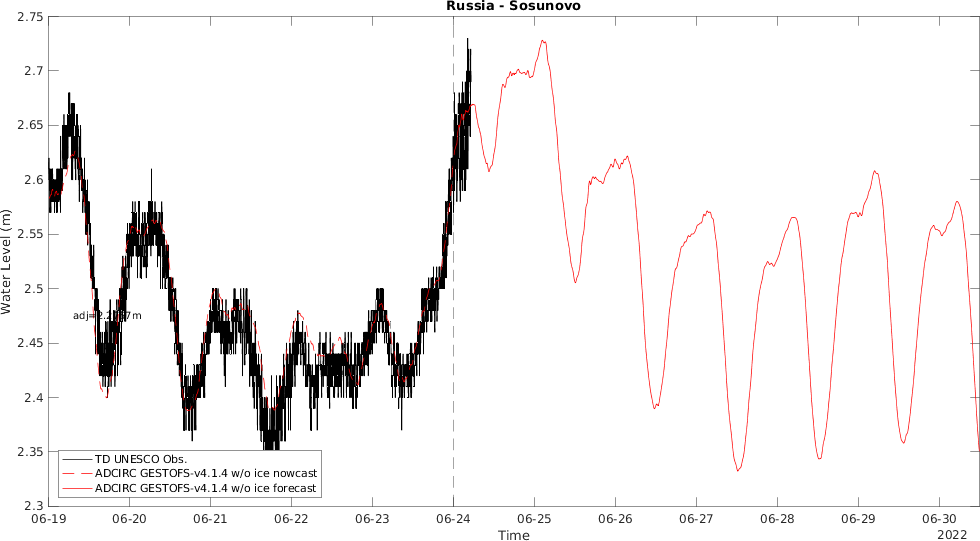 Russia - Sosunovo
2.75
2.7
2.65
2.6
2.55
2.5
2.45
2.4
2.35
2.3
Water Level (m)
TD UNESCO Obs.
ADCIRC GESTOFS-v4.1.4 w/o ice nowcast
ADCIRC GESTOFS-v4.1.4 w/o ice forecast
06-19 06-20 06-21 06-22 06-23 06-24 06-25 06-26 06-27 06-28 06-29 06-30
Time
2022